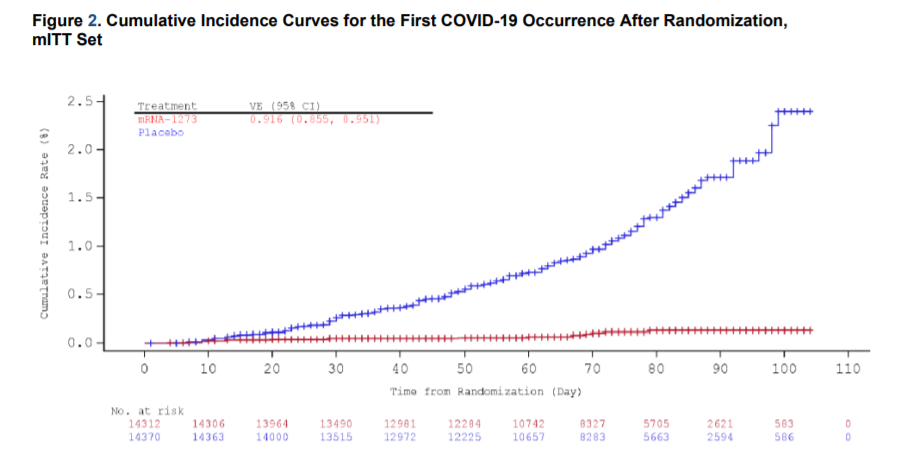 Figure 2. Cumulative Incidence Curves for the First COVID-19 Occurrence After Randomization,
mITT Set
Cumulative Incidence Rate (%)
2.5
2.0
1.5
1.0
0.5
0.0
Treatment VE (95% CI)
mRNA-1273 0.916 (0.855, 0.951)
Placebo
0 10 20 30 40 50 60 70 80 90 100 110
Time from Randomization (Day)
No. at risk
14312 14306 13964 13490 12981 12284 10742 8327 5705 2621 583 0
14370 14363 14000 13515 12972 12225 10657 8283 5663 2594 586 0